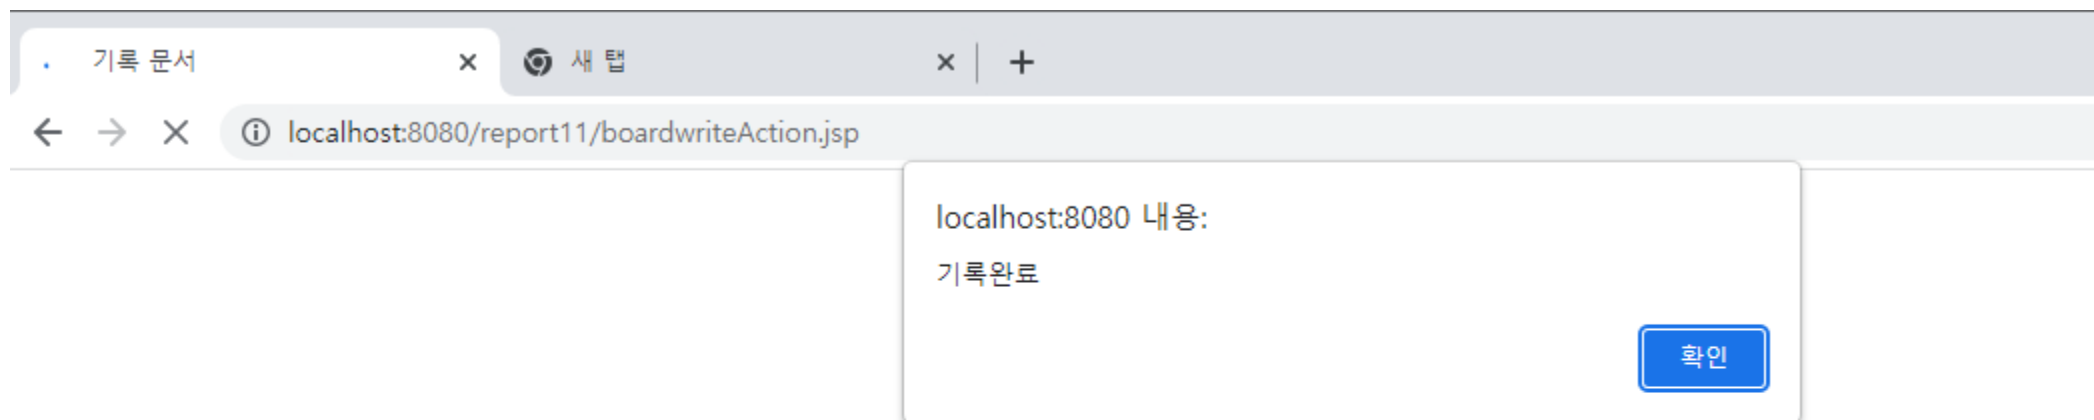 기록 문서
새 탭
localhost:8080/report11/boardwriteAction.jsp
localhost:8080 내용:
기록완료
확인